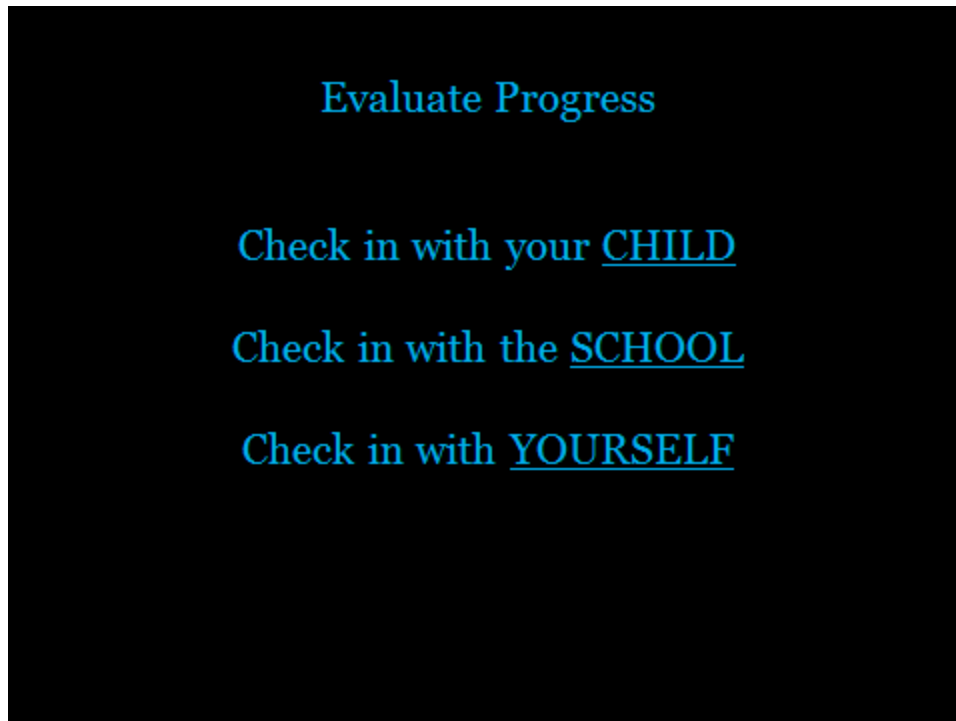 Evaluate Progress
Check in with your CHILD
Check in with the SCHOOL
Check in with YOURSELF